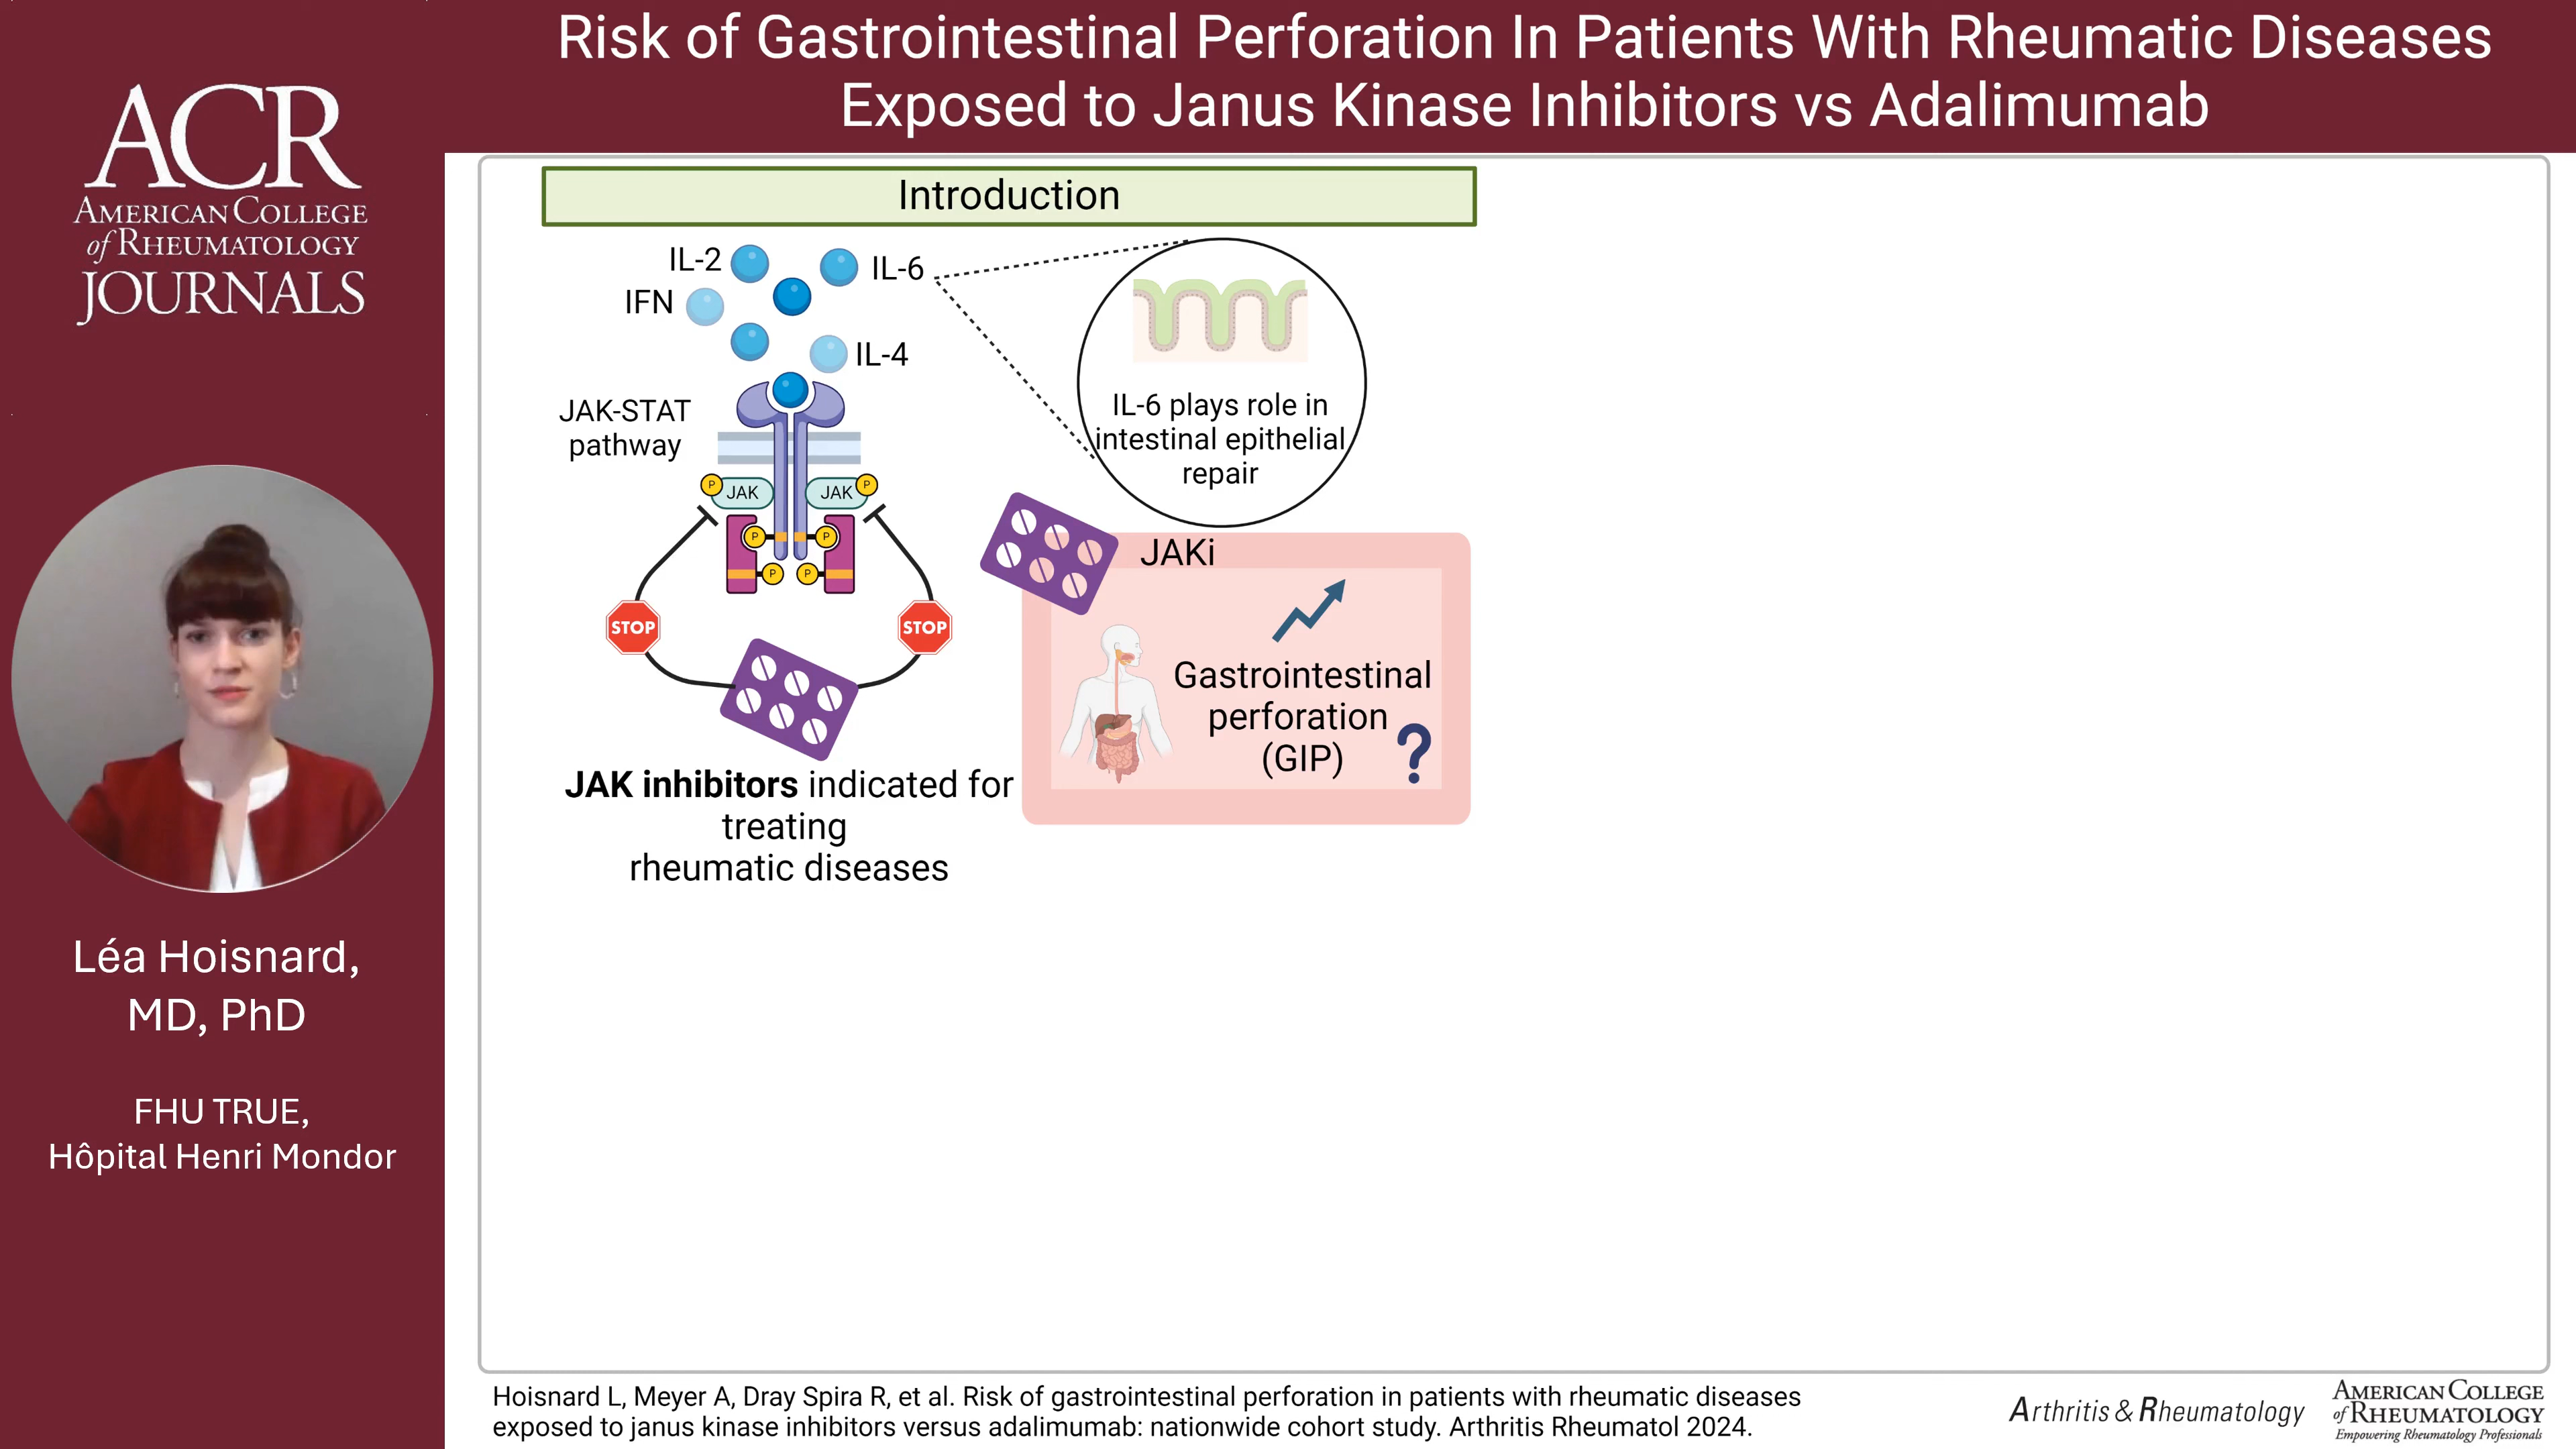 Risk of Gastrointestinal Perforation In Patients With Rheumatic Diseases
Exposed to Janus Kinase Inhibitors vs Adalimumab
ACR
AMERICAN COLLEGE
of RHEUMATOLOGY
JOURNALS
Léa Hoisnard,
MD, PhD
FHU TRUE,
Hôpital Henri Mondor
Introduction
IL-2
IL-6
IFN
IL-4
JAK-STAT
pathway
P
JAK
JAK
P
P
P
P
P
STOP
STOP
JAK inhibitors indicated for
treating
rheumatic diseases
IL-6 plays role in
intestinal epithelial
repair
JAKi
Gastrointestinal
perforation
(GIP)
?
Hoisnard L, Meyer A, Dray Spira R, et al. Risk of gastrointestinal perforation in patients with rheumatic diseases
exposed to janus kinase inhibitors versus adalimumab: nationwide cohort study. Arthritis Rheumatol 2024.
Arthritis & Rheumatology
AMERICAN COLLEGE
of RHEUMATOLOGY
Empowering Rheumatology Professionals